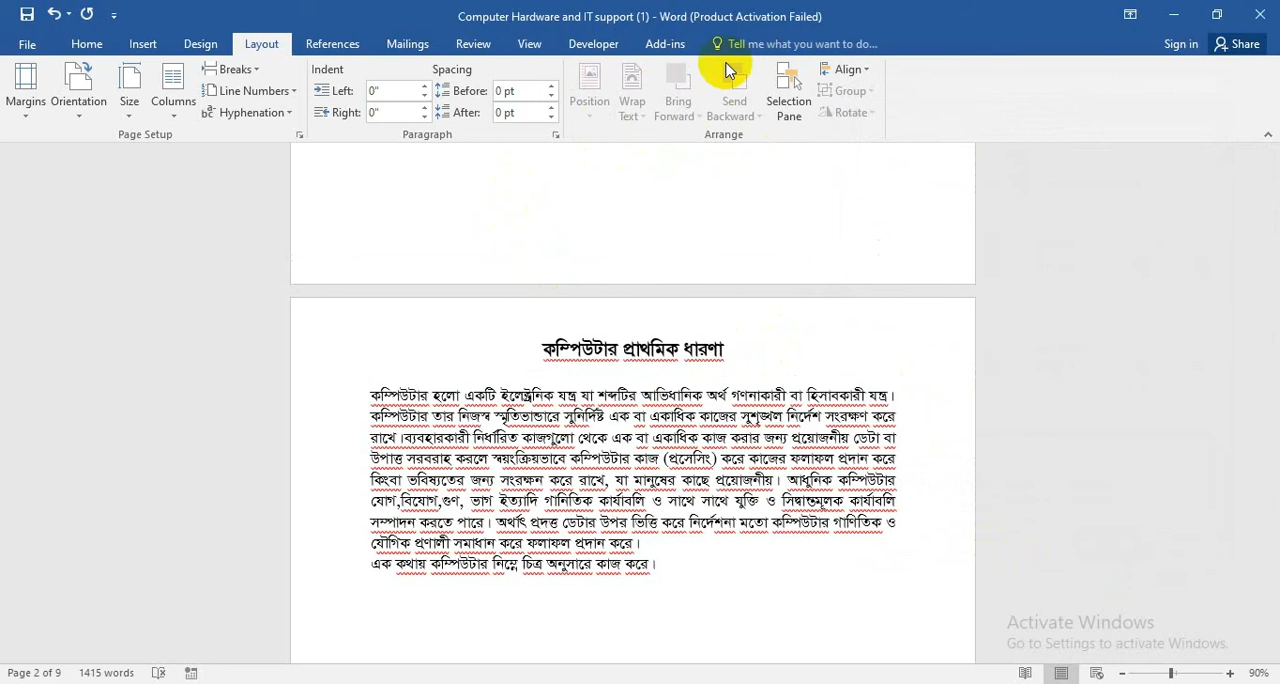 Computer Hardware and IT support (1) - Word (Product Activation Failed)
File Home Insert Design Layout References Mailings Review View Developer Add-ins Tell me what you want to do... Sign in Share
Margins Orientation Size Columns Breaks Line Numbers Hyphenation
Page Setup
Indent Spacing
Left: 0" Before: 0 pt
Right: 0" After: 0 pt
Paragraph
Position Wrap Text Bring Forward Send Backward Selection Pane Align Group Rotate
Arrange
কম্পিউটার প্রাথমিক ধারণা
কম্পিউটার হলো একটি ইলেক্ট্রনিক যন্ত্র যা শব্দটির আভিধানিক অর্থ গণনাকারী বা হিসাবকারী যন্ত্র।
কম্পিউটার তার নিজস্ব স্মৃতিভান্ডারে সুনির্দিষ্ট এক বা একাধিক কাজের সুশৃঙ্খল নির্দেশ সংরক্ষণ করে
রাখে।ব্যবহারকারী নির্ধারিত কাজগুলো থেকে এক বা একাধিক কাজ করার জন্য প্রয়োজনীয় ডেটা বা
উপাত্ত সরবরাহ করলে স্বয়ংক্রিয়ভাবে কম্পিউটার কাজ (প্রসেসিং) করে কাজের ফলাফল প্রদান করে
কিংবা ভবিষ্যতের জন্য সংরক্ষন করে রাখে, যা মানুষের কাছে প্রয়োজনীয়। আধুনিক কম্পিউটার
যোগ,বিয়োগ,গুণ, ভাগ ইত্যাদি গানিতিক কার্যাবলি ও সাথে সাথে যুক্তি ও সিদ্ধান্তমূলক কার্যাবলি
সম্পাদন করতে পারে। অর্থাৎ প্রদত্ত ডেটার উপর ভিত্তি করে নির্দেশনা মতো কম্পিউটার গাণিতিক ও
যৌগিক প্রণালী সমাধান করে ফলাফল প্রদান করে।
এক কথায় কম্পিউটার নিম্নে চিত্র অনুসারে কাজ করে।
Activate Windows
Go to Settings to activate Windows.
Page 2 of 9 1415 words 90%